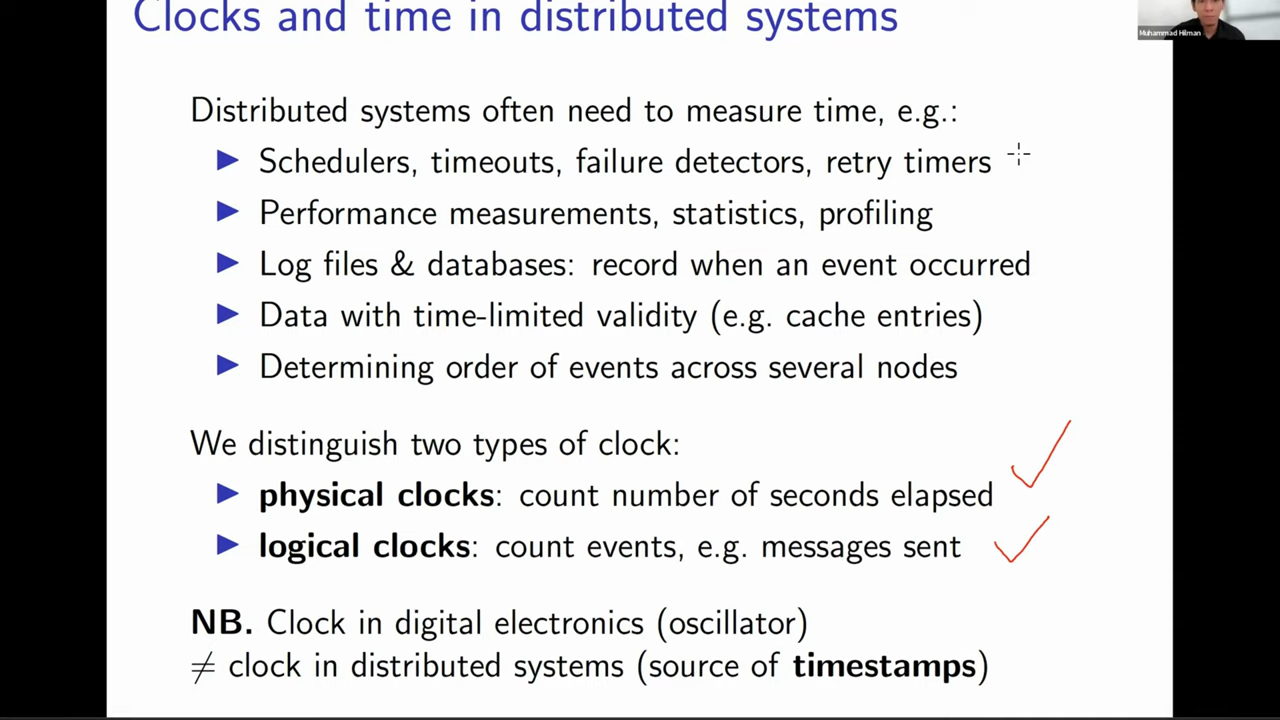 Clocks and time in distributed systems
Muhammad Hilman
Distributed systems often need to measure time, e.g.:
▶ Schedulers, timeouts, failure detectors, retry timers
▶ Performance measurements, statistics, profiling
▶ Log files & databases: record when an event occurred
▶ Data with time-limited validity (e.g. cache entries)
▶ Determining order of events across several nodes
We distinguish two types of clock:
▶ physical clocks: count number of seconds elapsed
▶ logical clocks: count events, e.g. messages sent
NB. Clock in digital electronics (oscillator)
≠ clock in distributed systems (source of timestamps)